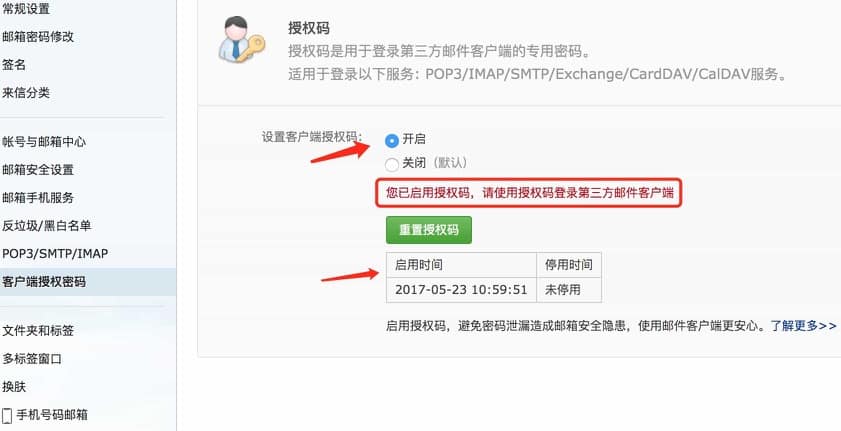 常规设置
邮箱密码修改
签名
来信分类
帐号与邮箱中心
邮箱安全设置
邮箱手机服务
反垃圾/黑白名单
POP3/SMTP/IMAP
客户端授权密码
文件夹和标签
多标签窗口
换肤
手机号码邮箱
授权码
授权码是用于登录第三方邮件客户端的专用密码。
适用于登录以下服务：POP3/IMAP/SMTP/Exchange/CardDAV/CalDAV服务。
设置客户端授权码： 开启
关闭（默认）
您已启用授权码，请使用授权码登录第三方邮件客户端
重置授权码
启用时间 停用时间
2017-05-23 10:59:51 未停用
启用授权码，避免密码泄漏造成邮箱安全隐患，使用邮件客户端更安心。了解更多>>